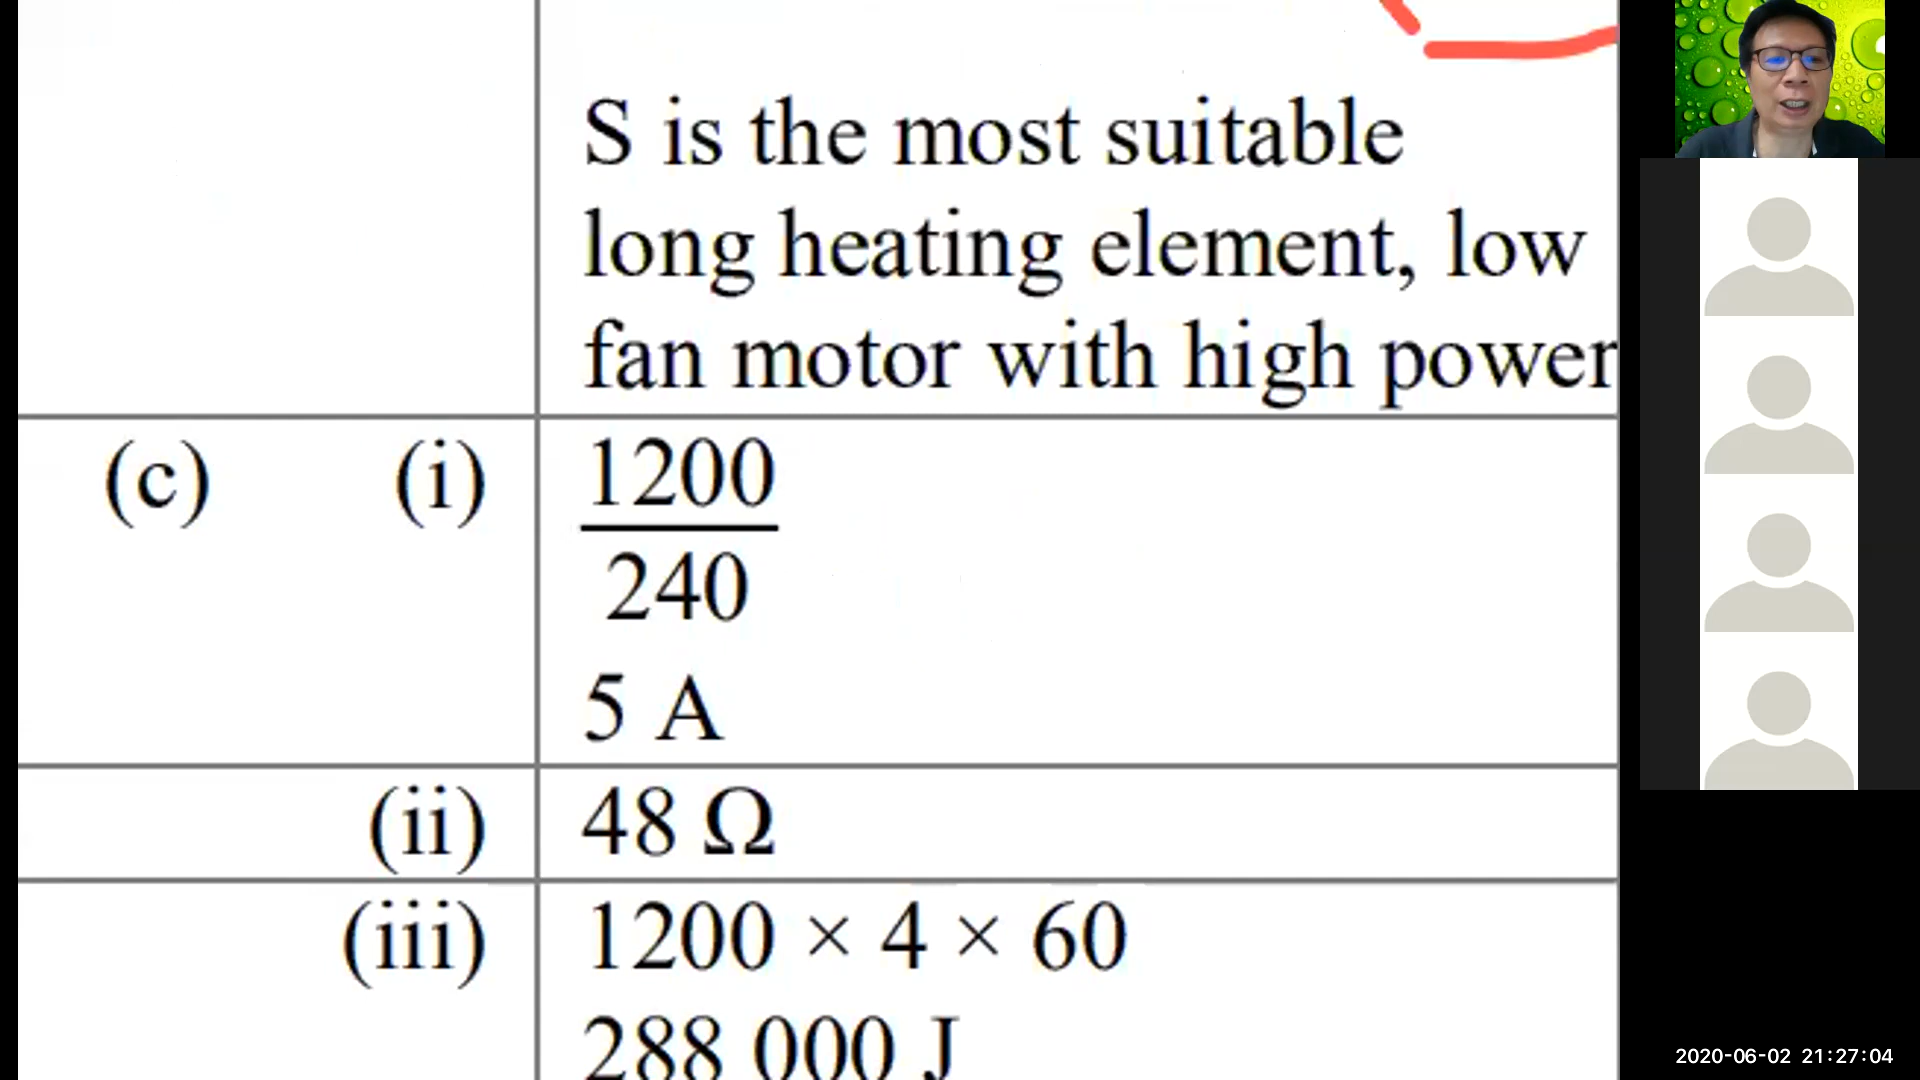 S is the most suitable
long heating element, low
fan motor with high power
(c) (i) 1200
240
5 A
(ii) 48 Ω
(iii) 1200 × 4 × 60
288 000 J
2020-06-02 21:27:04